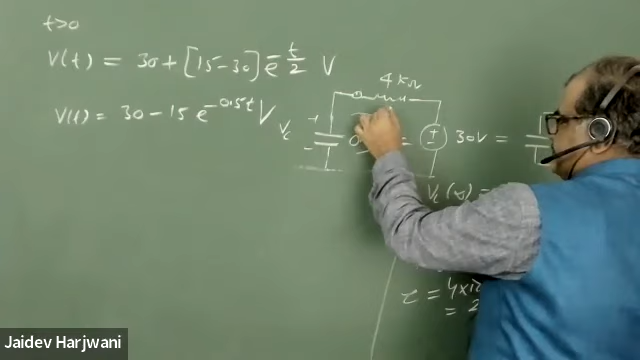 t>0
V(t) = 30 + [15-30] e^-t/2 V
V(t) = 30 - 15 e^-0.5t V
4 kΩ
+
Vc
-
+
-
30V =
Vc(∞) =
τ = 4×10
= 2
Jaidev Harjwani